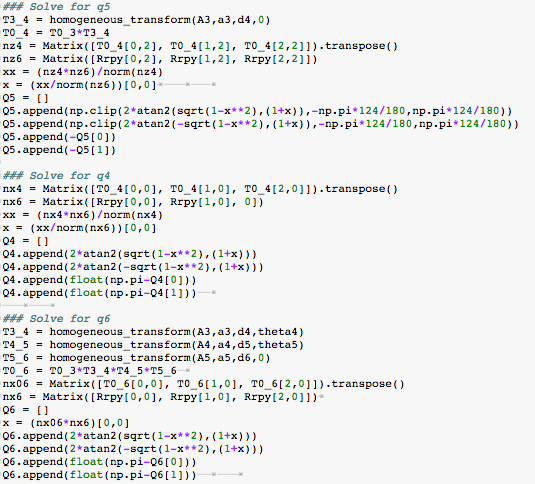 ### Solve for q5
T3_4 = homogeneous_transform(A3,a3,d4,0)
T0_4 = T0_3*T3_4
nz4 = Matrix([T0_4[0,2], T0_4[1,2], T0_4[2,2]]).transpose()
nz6 = Matrix([Rrpy[0,2], Rrpy[1,2], Rrpy[2,2]])
xx = (nz4*nz6)/norm(nz4)
x = (xx/norm(nz6))[0,0]
Q5 = []
Q5.append(np.clip(2*atan2(sqrt(1-x**2),(1+x)),-np.pi*124/180,np.pi*124/180))
Q5.append(np.clip(2*atan2(-sqrt(1-x**2),(1+x)),-np.pi*124/180,np.pi*124/180))
Q5.append(-Q5[0])
Q5.append(-Q5[1])
### Solve for q4
nx4 = Matrix([T0_4[0,0], T0_4[1,0], T0_4[2,0]]).transpose()
nx6 = Matrix([Rrpy[0,0], Rrpy[1,0], 0])
xx = (nx4*nx6)/norm(nx4)
x = (xx/norm(nx6))[0,0]
Q4 = []
Q4.append(2*atan2(sqrt(1-x**2),(1+x)))
Q4.append(2*atan2(-sqrt(1-x**2),(1+x)))
Q4.append(float(np.pi-Q4[0]))
Q4.append(float(np.pi-Q4[1]))
### Solve for q6
T3_4 = homogeneous_transform(A3,a3,d4,theta4)
T4_5 = homogeneous_transform(A4,a4,d5,theta5)
T5_6 = homogeneous_transform(A5,a5,d6,0)
T0_6 = T0_3*T3_4*T4_5*T5_6
nx06 = Matrix([T0_6[0,0], T0_6[1,0], T0_6[2,0]]).transpose()
nx6 = Matrix([Rrpy[0,0], Rrpy[1,0], Rrpy[2,0]])
Q6 = []
x = (nx06*nx6)[0,0]
Q6.append(2*atan2(sqrt(1-x**2),(1+x)))
Q6.append(2*atan2(-sqrt(1-x**2),(1+x)))
Q6.append(float(np.pi-Q6[0]))
Q6.append(float(np.pi-Q6[1]))